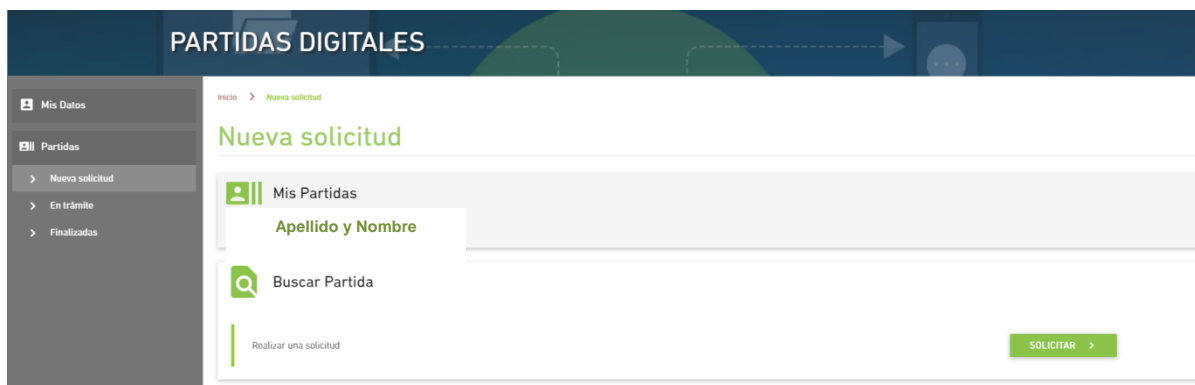 PARTIDAS DIGITALES
Mis Datos
Partidas
Nueva solicitud
En trámite
Finalizadas
Inicio > Nueva solicitud
Nueva solicitud
Mis Partidas
Apellido y Nombre
Buscar Partida
Realizar una solicitud
SOLICITAR >